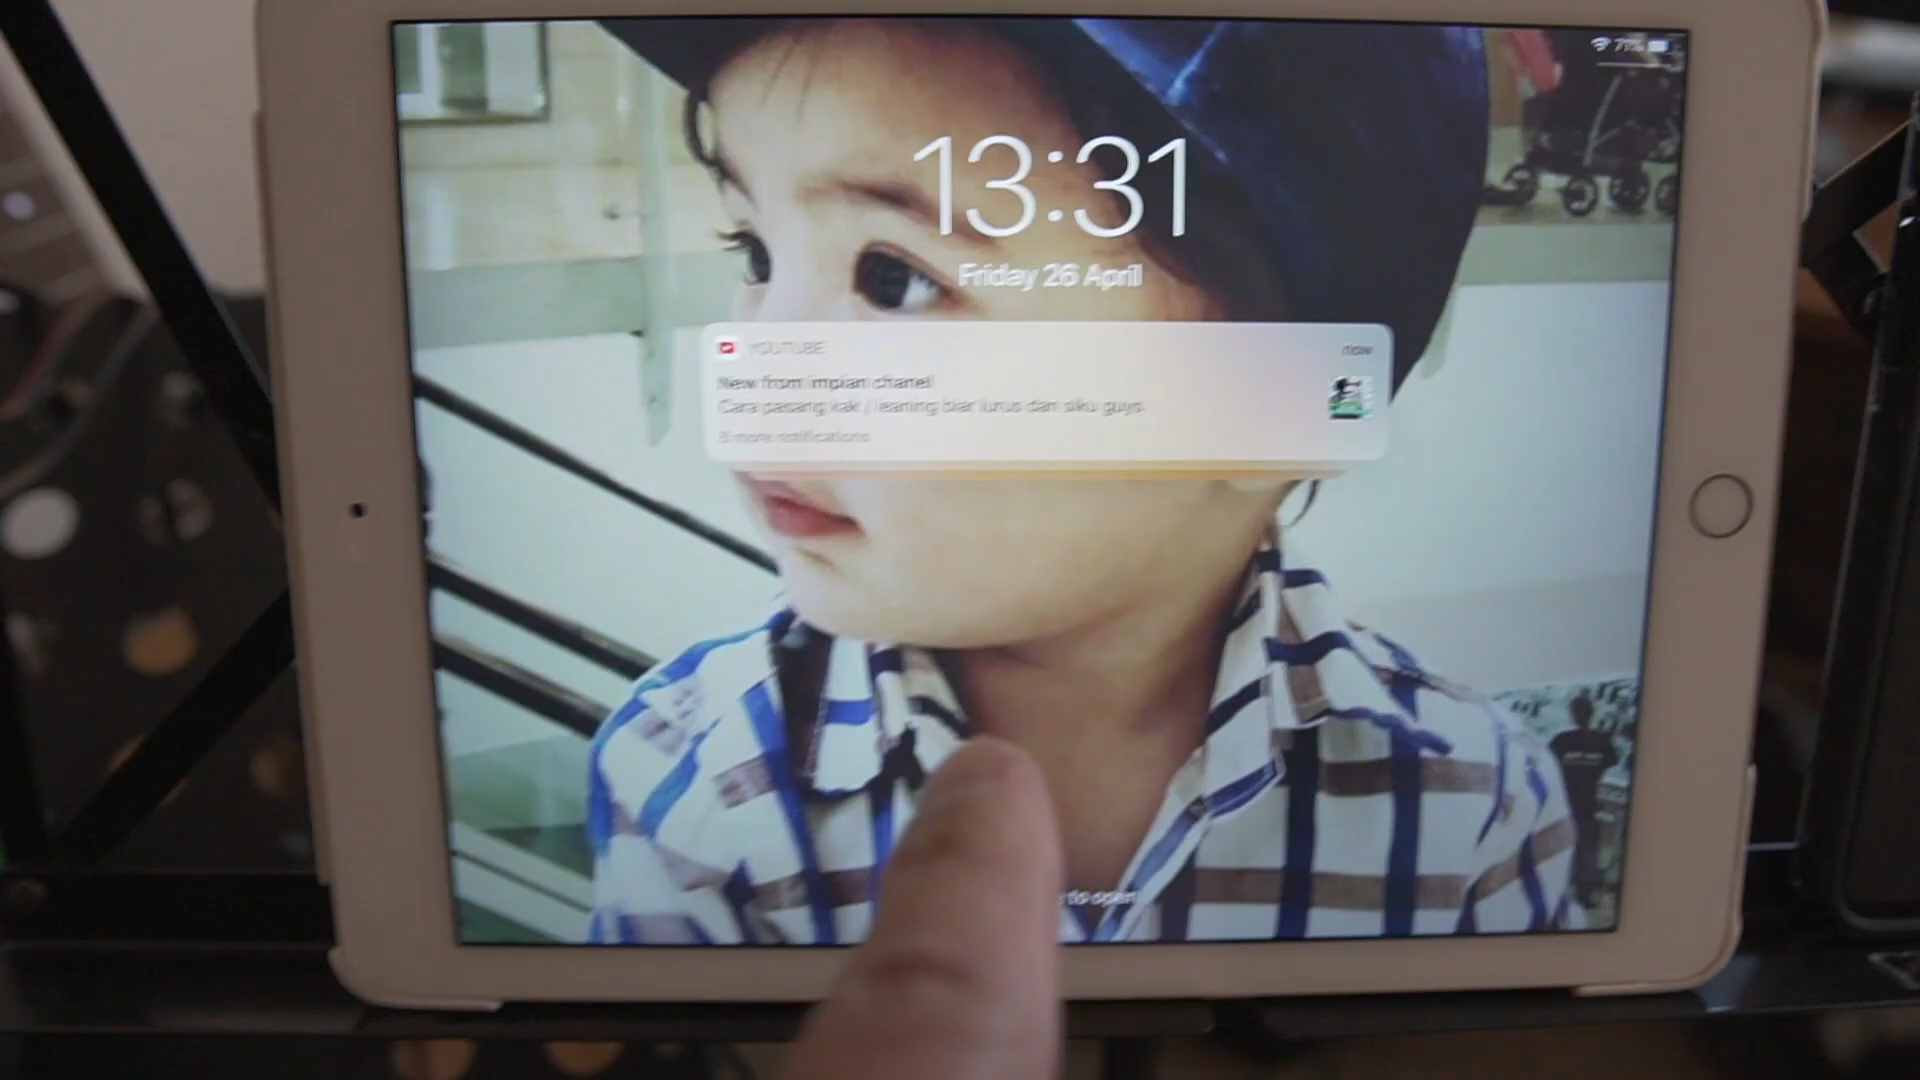 71%
13:31
Friday 26 April
YOUTUBE
now
New from impian chanel
Cara pasang kak / leaning biar lurus dan siku guys
8 more notifications
to open